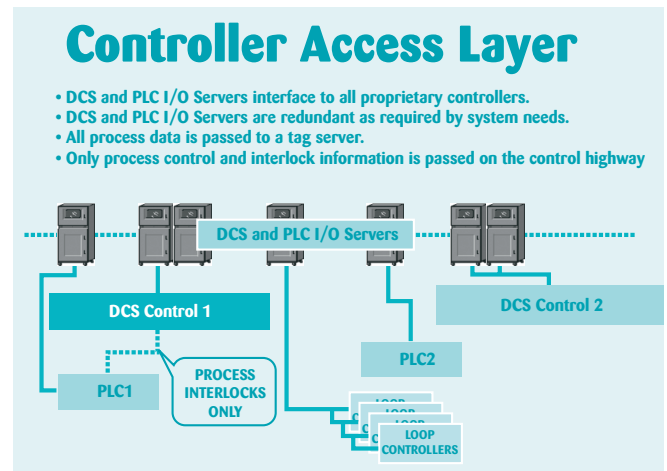 Controller Access Layer
• DCS and PLC I/O Servers interface to all proprietary controllers.
• DCS and PLC I/O Servers are redundant as required by system needs.
• All process data is passed to a tag server.
• Only process control and interlock information is passed on the control highway
DCS and PLC I/O Servers
DCS Control 1
DCS Control 2
PLC1
PROCESS
INTERLOCKS
ONLY
PLC2
LOOP
LOOP
LOOP
LOOP
CONTROLLERS